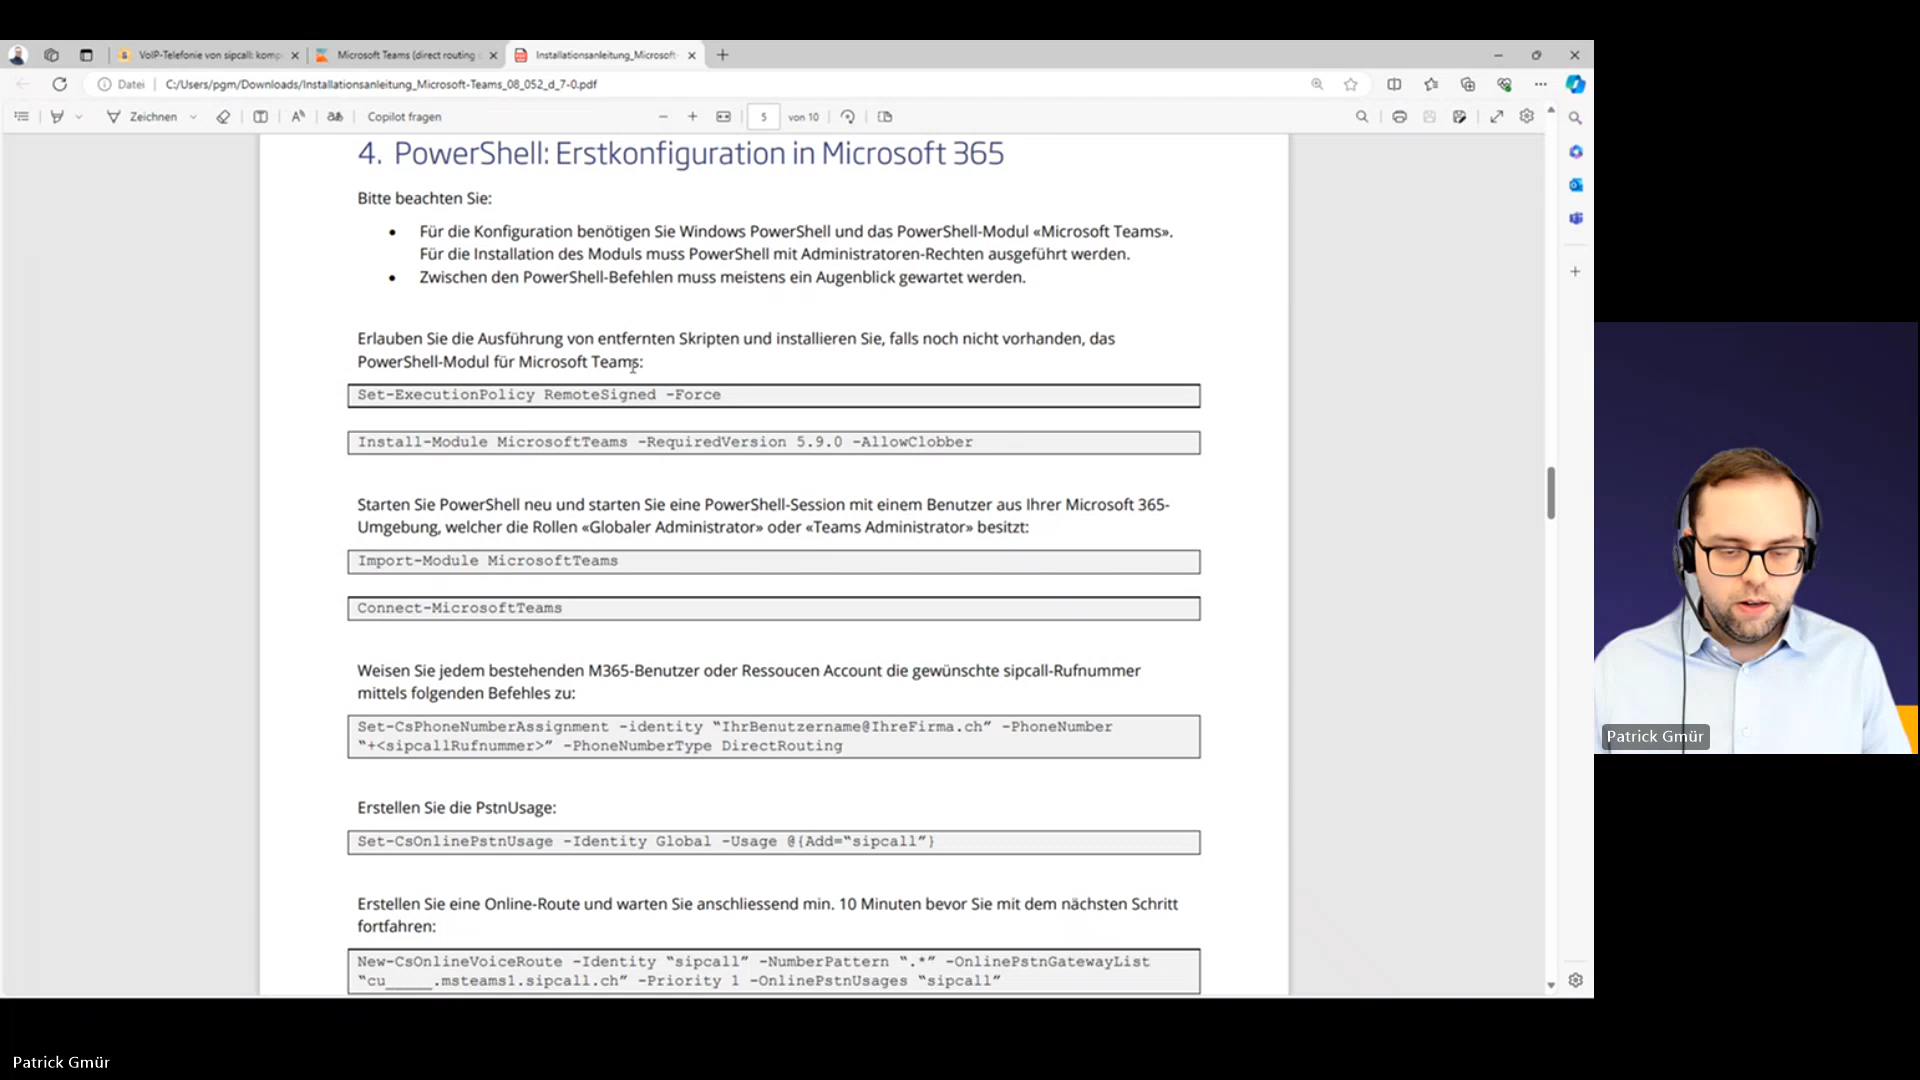 VoIP-Telefonie von sipcall: komp
Microsoft Teams (direct routing
Installationsanleitung_Microsoft-
Datei
C:/Users/pgm/Downloads/Installationsanleitung_Microsoft-Teams_08_052_d_7-0.pdf
Zeichnen
Copilot fragen
5
von 10
4. PowerShell: Erstkonfiguration in Microsoft 365
Bitte beachten Sie:
• Für die Konfiguration benötigen Sie Windows PowerShell und das PowerShell-Modul «Microsoft Teams».
Für die Installation des Moduls muss PowerShell mit Administratoren-Rechten ausgeführt werden.
• Zwischen den PowerShell-Befehlen muss meistens ein Augenblick gewartet werden.
Erlauben Sie die Ausführung von entfernten Skripten und installieren Sie, falls noch nicht vorhanden, das
PowerShell-Modul für Microsoft Teams:
Set-ExecutionPolicy RemoteSigned -Force
Install-Module MicrosoftTeams -RequiredVersion 5.9.0 -AllowClobber
Starten Sie PowerShell neu und starten Sie eine PowerShell-Session mit einem Benutzer aus Ihrer Microsoft 365-
Umgebung, welcher die Rollen «Globaler Administrator» oder «Teams Administrator» besitzt:
Import-Module MicrosoftTeams
Connect-MicrosoftTeams
Weisen Sie jedem bestehenden M365-Benutzer oder Ressoucen Account die gewünschte sipcall-Rufnummer
mittels folgenden Befehles zu:
Set-CsPhoneNumberAssignment -identity “IhrBenutzername@IhreFirma.ch” -PhoneNumber
“+<sipcallRufnummer>” -PhoneNumberType DirectRouting
Erstellen Sie die PstnUsage:
Set-CsOnlinePstnUsage -Identity Global -Usage @{Add=“sipcall”}
Erstellen Sie eine Online-Route und warten Sie anschliessend min. 10 Minuten bevor Sie mit dem nächsten Schritt
fortfahren:
New-CsOnlineVoiceRoute -Identity “sipcall” -NumberPattern “.*” -OnlinePstnGatewayList
“cu_____.msteams1.sipcall.ch” -Priority 1 -OnlinePstnUsages “sipcall”
Patrick Gmür
Patrick Gmür